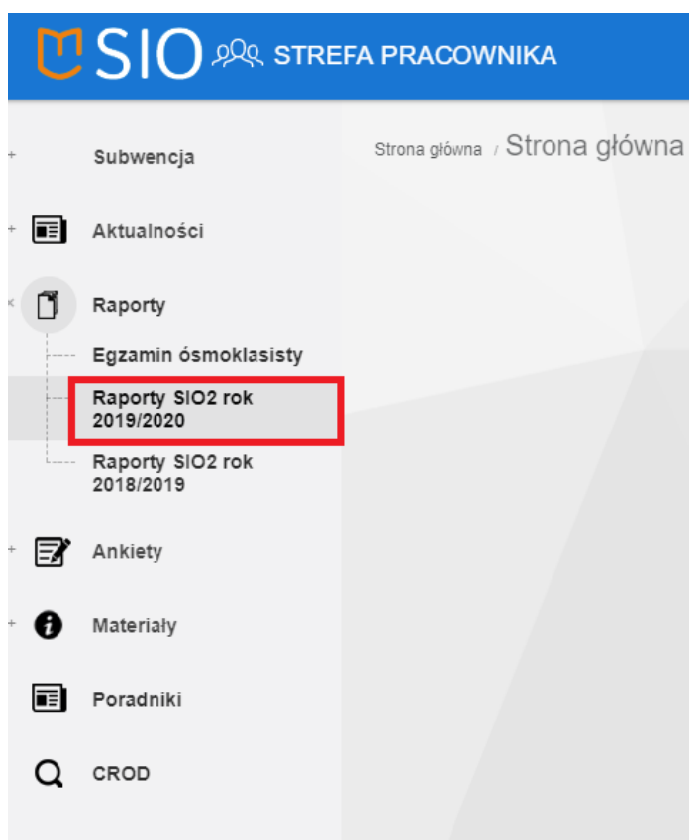 SIO STREFA PRACOWNIKA
Strona główna / Strona główna
Subwencja
Aktualności
Raporty
Egzamin ósmoklasisty
Raporty SIO2 rok
2019/2020
Raporty SIO2 rok
2018/2019
Ankiety
Materiały
Poradniki
CROD